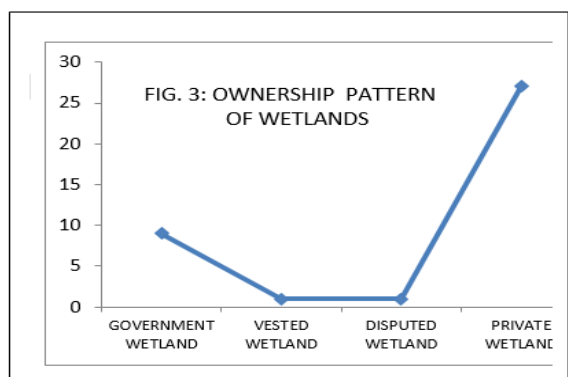 30
25
20
15
10
5
0
FIG. 3: OWNERSHIP PATTERN
OF WETLANDS
GOVERNMENT
WETLAND
VESTED
WETLAND
DISPUTED
WETLAND
PRIVATE
WETLAND